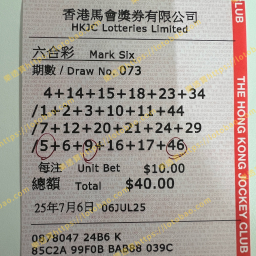 香港馬會獎券有限公司
HKJC Lotteries Limited
六合彩 Mark Six
期數 / Draw No. 073
4+14+15+18+23+34
/1+2+3+10+11+44
/7+12+20+21+24+29
/5+6+9+16+17+46
每注 Unit Bet $10.00
總額 Total $40.00
25年7月6日 06JUL25
0878047 24B6 K
85C2A 99F0B BAD88 039C
CLUB
THE HONG KONG JOCKEY CLUB